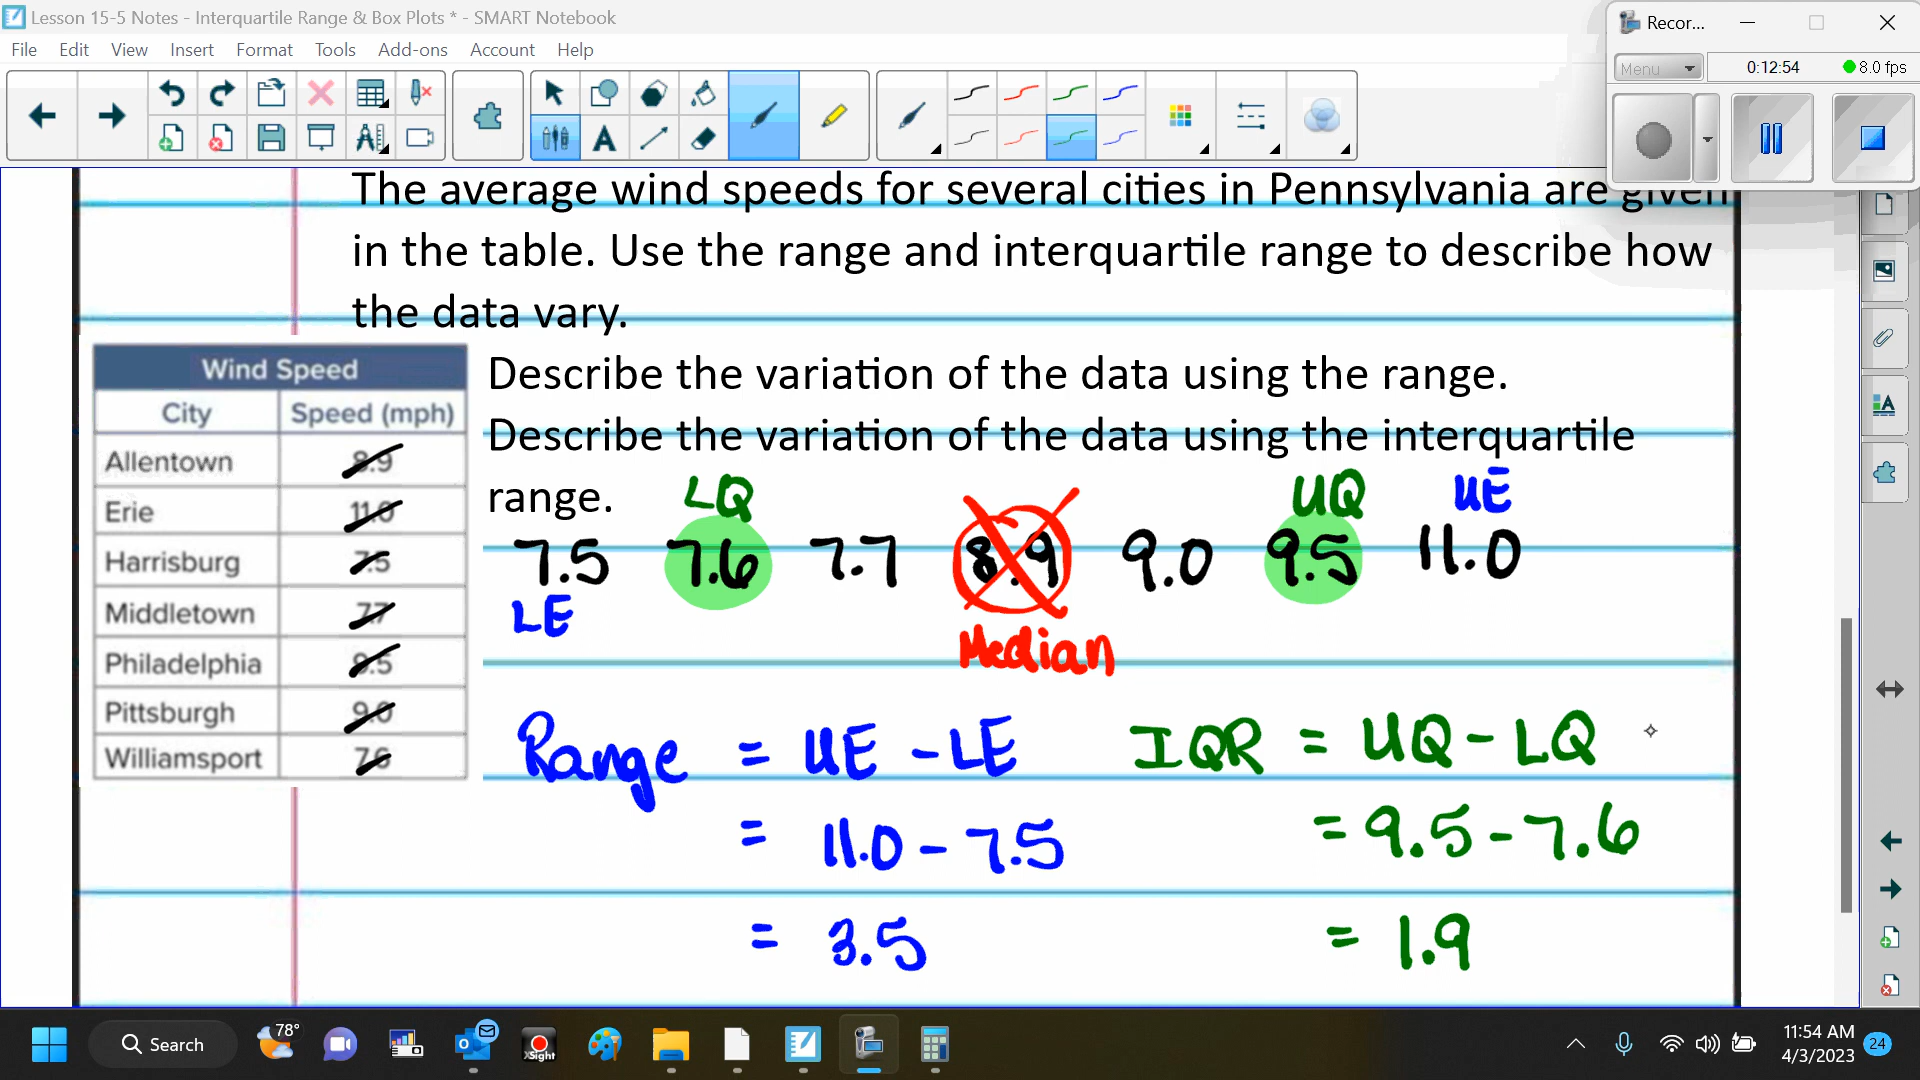 Lesson 15-5 Notes - Interquartile Range & Box Plots * - SMART Notebook
File Edit View Insert Format Tools Add-ons Account Help
Recor...
Menu 0:12:54 8.0 fps
The average wind speeds for several cities in Pennsylvania are given
in the table. Use the range and interquartile range to describe how
the data vary.
Describe the variation of the data using the range.
Describe the variation of the data using the interquartile
range.
Wind Speed
City Speed (mph)
Allentown 8.9
Erie 11.0
Harrisburg 7.5
Middletown 7.7
Philadelphia 9.5
Pittsburgh 9.0
Williamsport 7.6
LQ UQ UE
7.5 7.6 7.7 8.9 9.0 9.5 11.0
LE
Median
Range = UE - LE
= 11.0 - 7.5
= 3.5
IQR = UQ - LQ
= 9.5 - 7.6
= 1.9
78°
Search
XSight
11:54 AM
4/3/2023
24